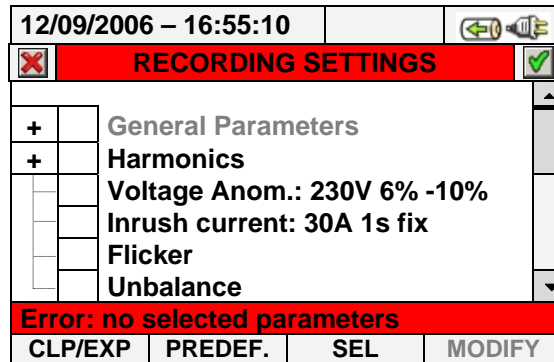 12/09/2006 – 16:55:10
RECORDING SETTINGS
+ General Parameters
+ Harmonics
Voltage Anom.: 230V 6% -10%
Inrush current: 30A 1s fix
Flicker
Unbalance
Error: no selected parameters
CLP/EXP PREDEF. SEL MODIFY